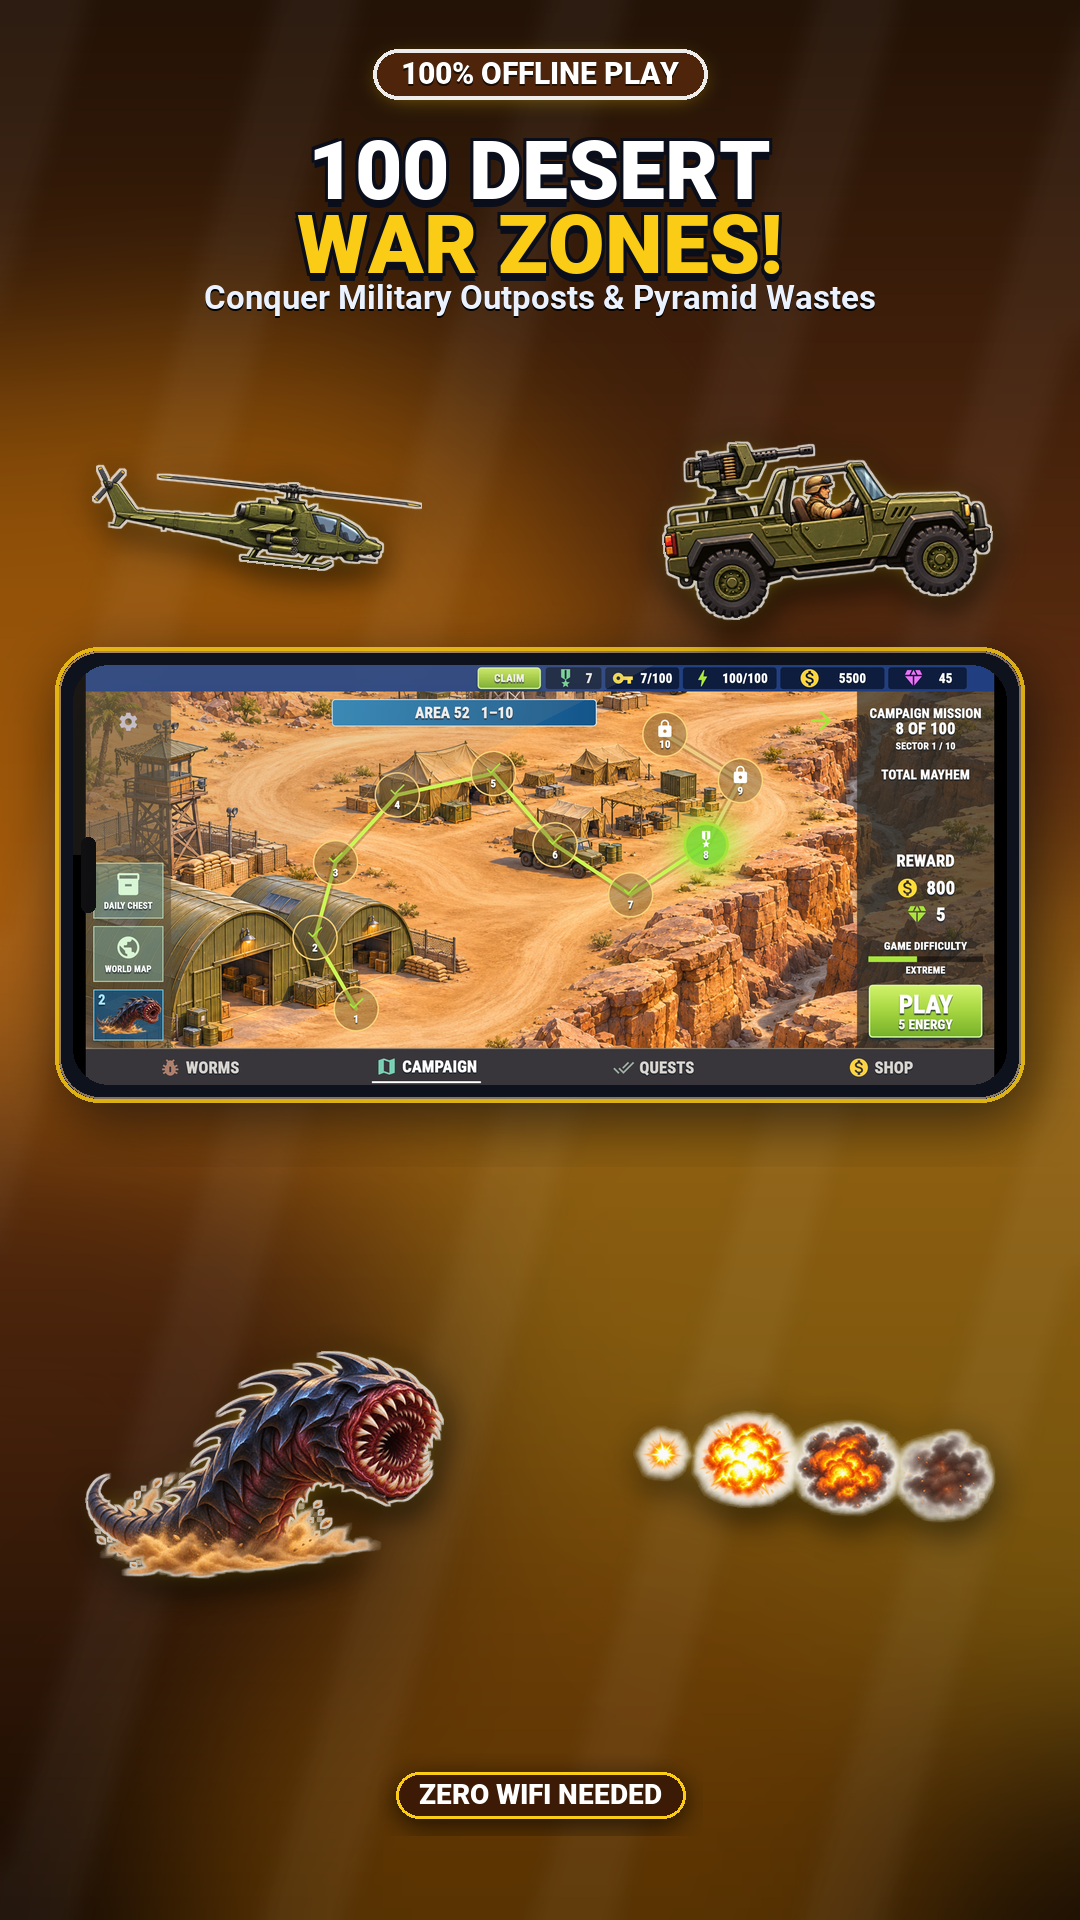 100% OFFLINE PLAY
100 DESERT
WAR ZONES!
Conquer Military Outposts & Pyramid Wastes
CLAIM
7
7/100
100/100
5500
45
AREA 52 1–10
10
9
5
4
6
8
3
7
2
1
DAILY CHEST
WORLD MAP
2
CAMPAIGN MISSION
8 OF 100
SECTOR 1 / 10
TOTAL MAYHEM
REWARD
800
5
GAME DIFFICULTY
EXTREME
PLAY
5 ENERGY
WORMS
CAMPAIGN
QUESTS
SHOP
ZERO WIFI NEEDED